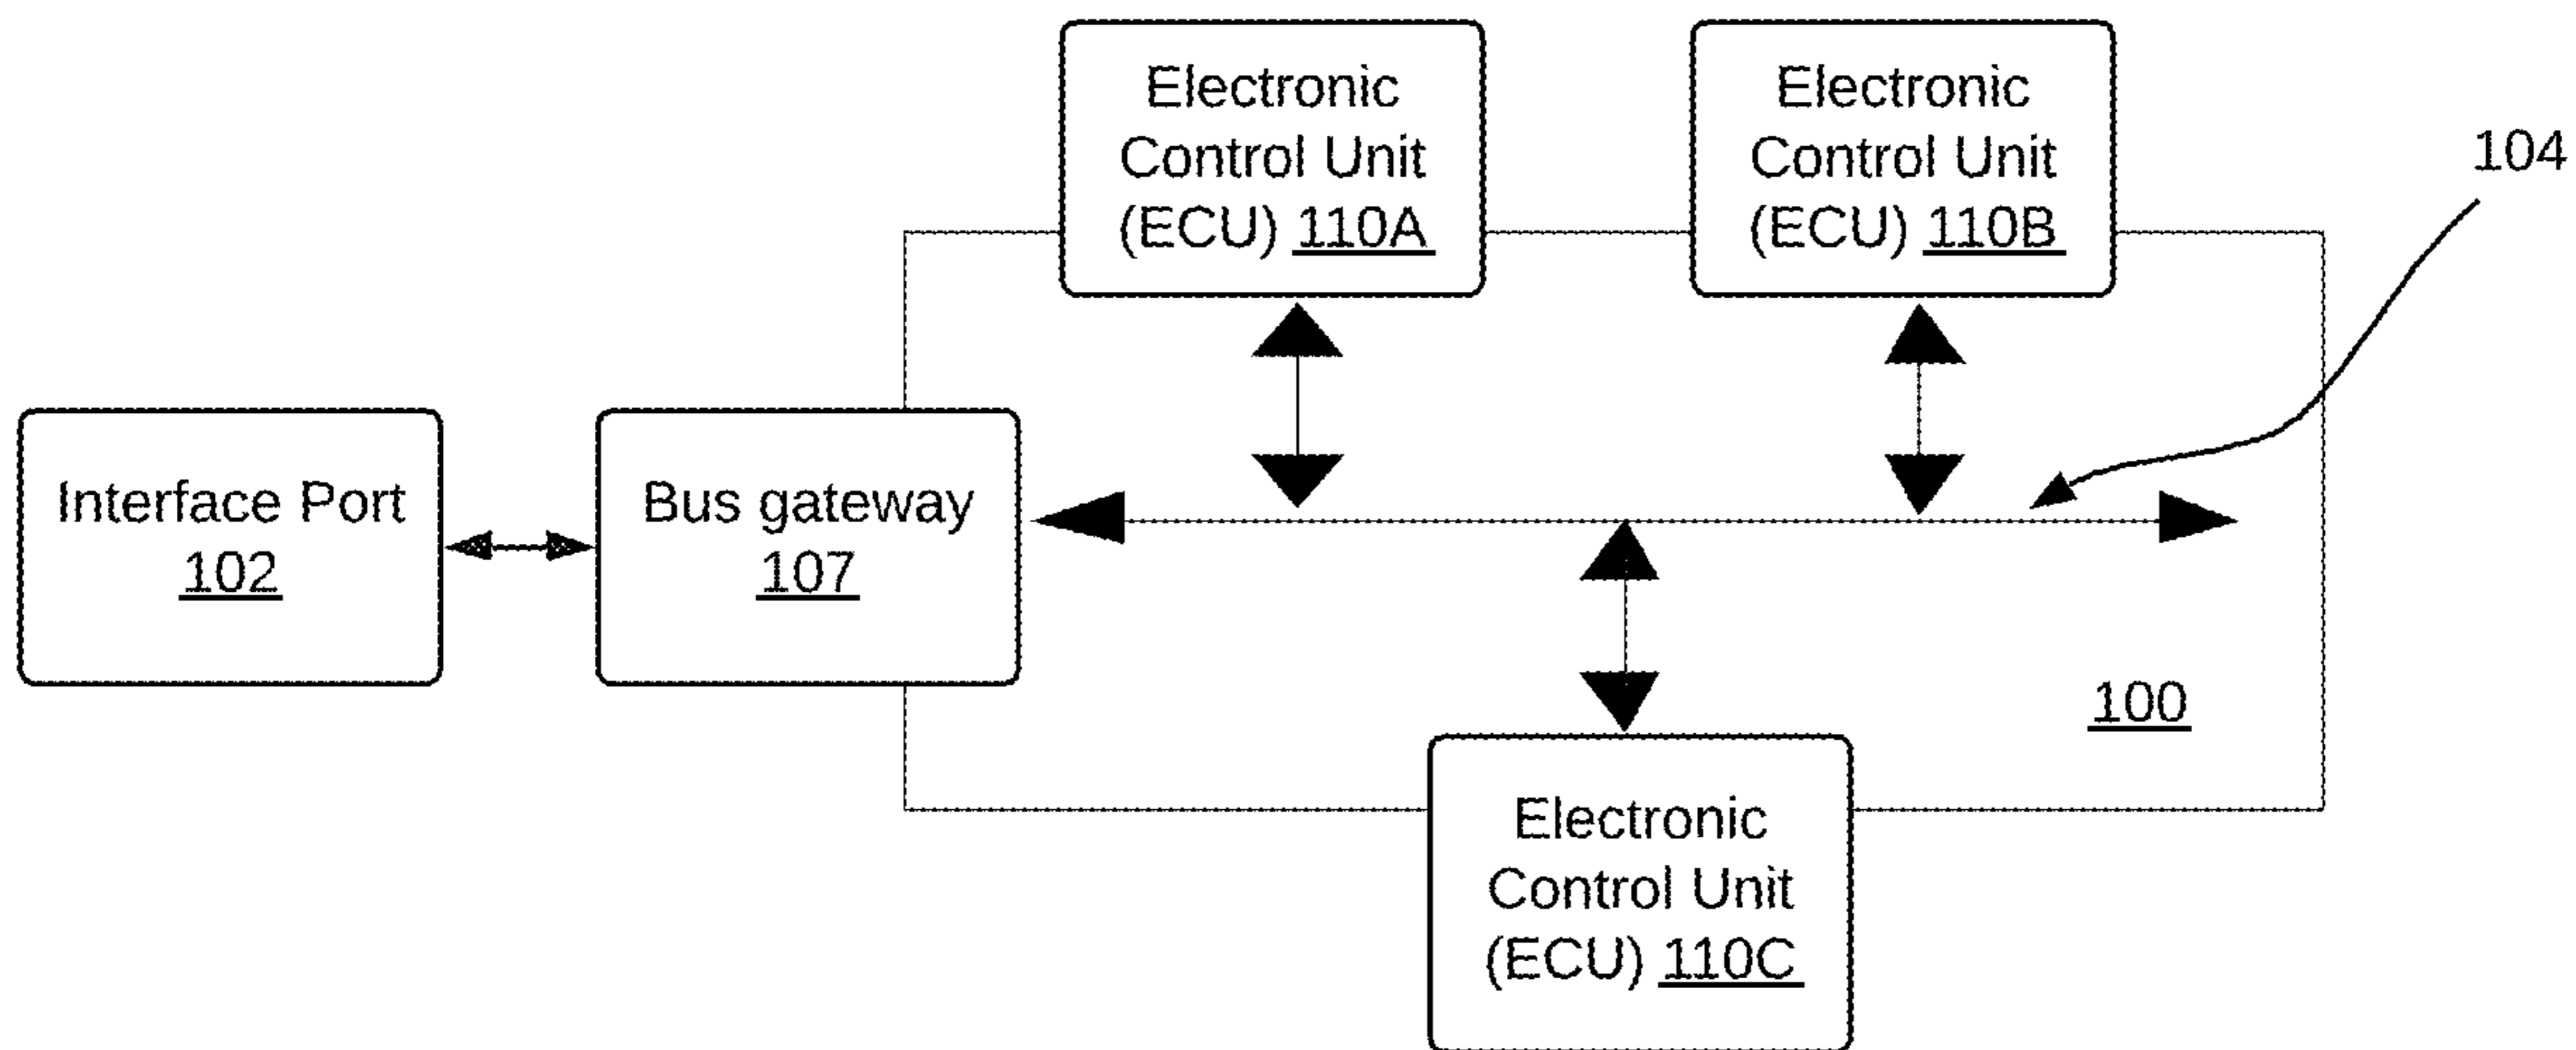 Electronic
Control Unit
(ECU) 110A
Electronic
Control Unit
(ECU) 110B
104
Interface Port
102
Bus gateway
107
100
Electronic
Control Unit
(ECU) 110C